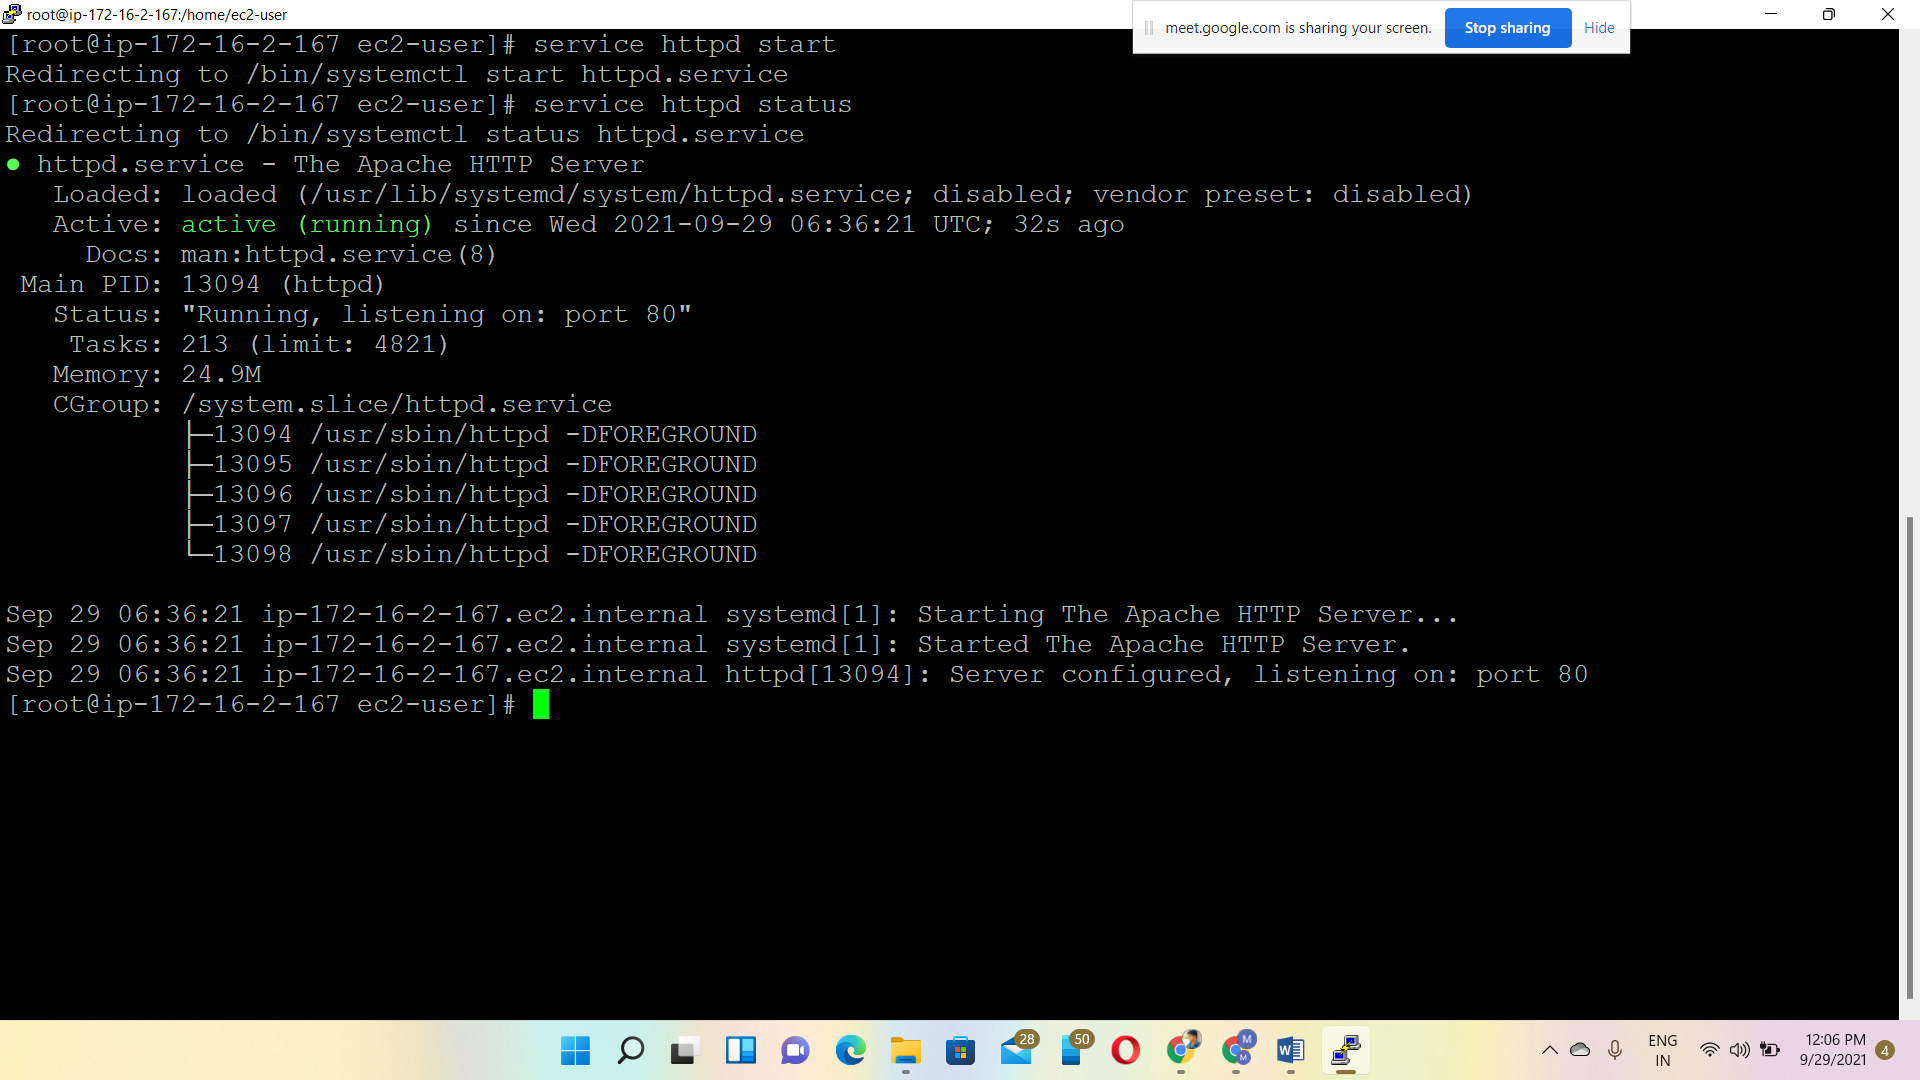 root@ip-172-16-2-167:/home/ec2-user
meet.google.com is sharing your screen. Stop sharing Hide
[root@ip-172-16-2-167 ec2-user]# service httpd start
Redirecting to /bin/systemctl start httpd.service
[root@ip-172-16-2-167 ec2-user]# service httpd status
Redirecting to /bin/systemctl status httpd.service
● httpd.service - The Apache HTTP Server
Loaded: loaded (/usr/lib/systemd/system/httpd.service; disabled; vendor preset: disabled)
Active: active (running) since Wed 2021-09-29 06:36:21 UTC; 32s ago
Docs: man:httpd.service(8)
Main PID: 13094 (httpd)
Status: "Running, listening on: port 80"
Tasks: 213 (limit: 4821)
Memory: 24.9M
CGroup: /system.slice/httpd.service
├─13094 /usr/sbin/httpd -DFOREGROUND
├─13095 /usr/sbin/httpd -DFOREGROUND
├─13096 /usr/sbin/httpd -DFOREGROUND
├─13097 /usr/sbin/httpd -DFOREGROUND
└─13098 /usr/sbin/httpd -DFOREGROUND
Sep 29 06:36:21 ip-172-16-2-167.ec2.internal systemd[1]: Starting The Apache HTTP Server...
Sep 29 06:36:21 ip-172-16-2-167.ec2.internal systemd[1]: Started The Apache HTTP Server.
Sep 29 06:36:21 ip-172-16-2-167.ec2.internal httpd[13094]: Server configured, listening on: port 80
[root@ip-172-16-2-167 ec2-user]#
28
50
M
M
W
ENG
IN
12:06 PM
9/29/2021
4